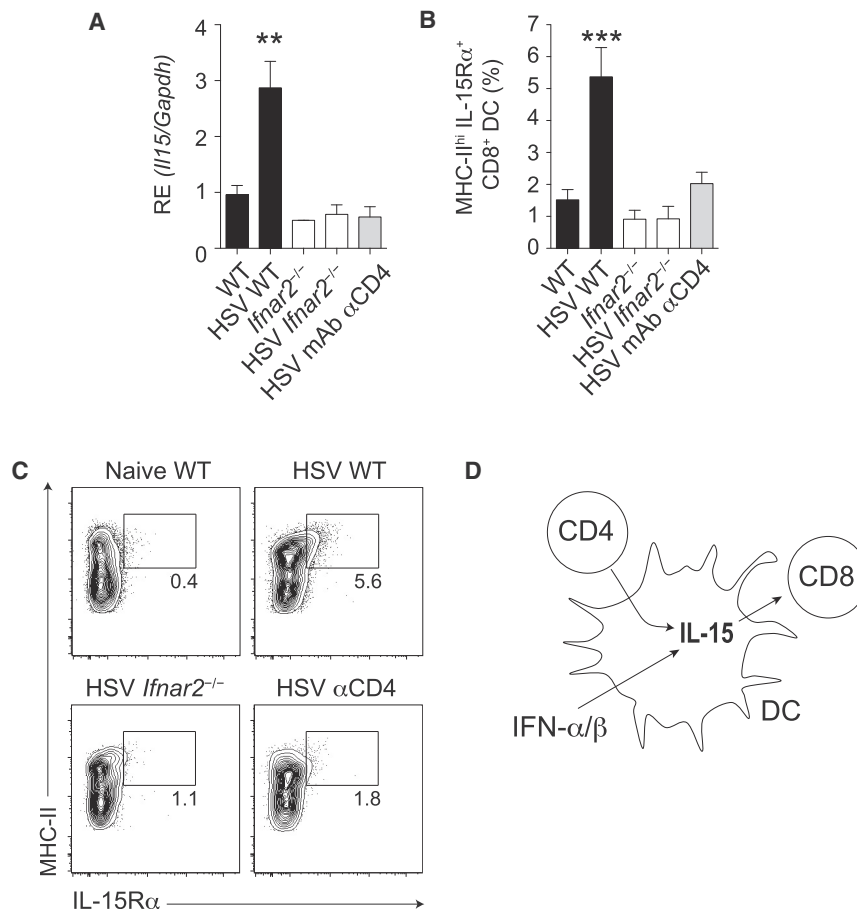 A
**
4
3
2
1
0
RE (Il15/Gapdh)
WT
HSV WT
Ifnar2⁻/⁻
HSV Ifnar2⁻/⁻
HSV mAb αCD4
B
***
7
6
5
4
3
2
1
0
MHC-IIʰⁱ IL-15Rα⁺
CD8⁺ DC (%)
WT
HSV WT
Ifnar2⁻/⁻
HSV Ifnar2⁻/⁻
HSV mAb αCD4
C
Naive WT
HSV WT
0.4
5.6
HSV Ifnar2⁻/⁻
HSV αCD4
1.1
1.8
MHC-II
IL-15Rα
D
CD4
CD8
IL-15
IFN-α/β
DC